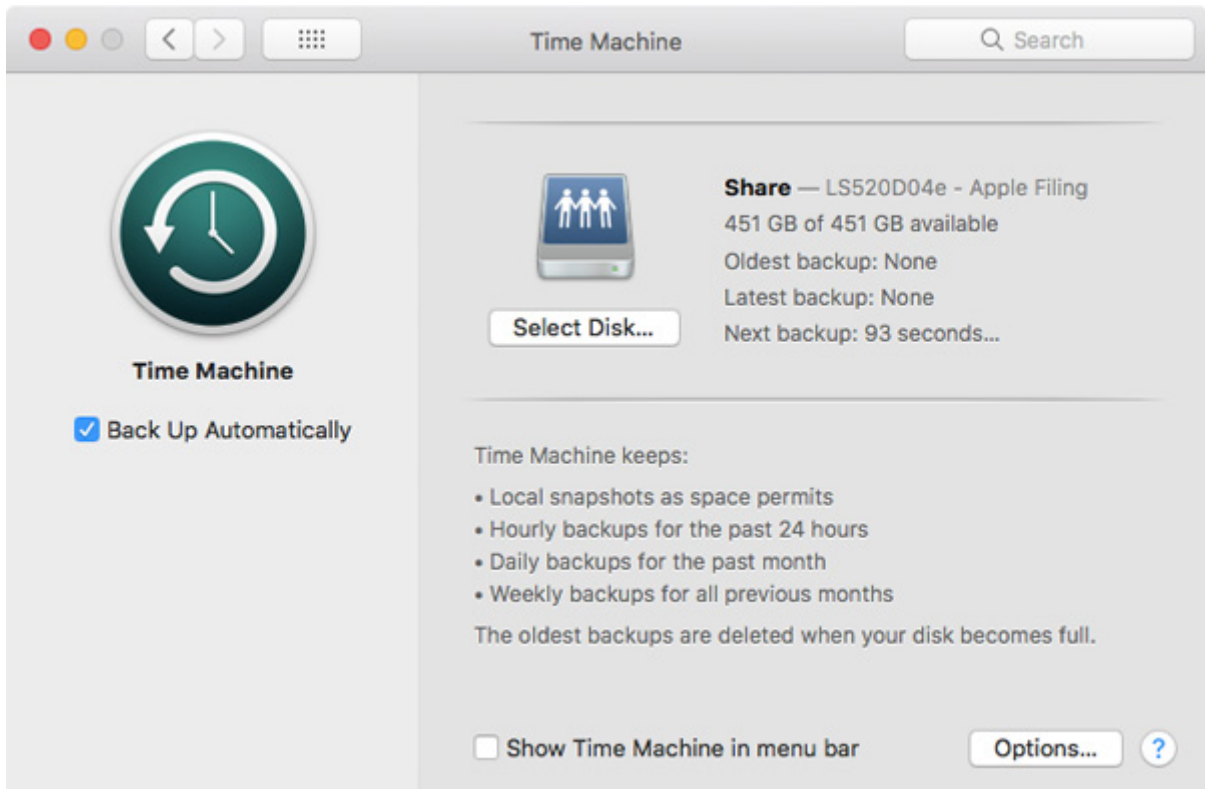 Time Machine
Search
Time Machine
Back Up Automatically
Share — LS520D04e - Apple Filing
451 GB of 451 GB available
Oldest backup: None
Latest backup: None
Next backup: 93 seconds...
Select Disk...
Time Machine keeps:
• Local snapshots as space permits
• Hourly backups for the past 24 hours
• Daily backups for the past month
• Weekly backups for all previous months
The oldest backups are deleted when your disk becomes full.
Show Time Machine in menu bar
Options...
?